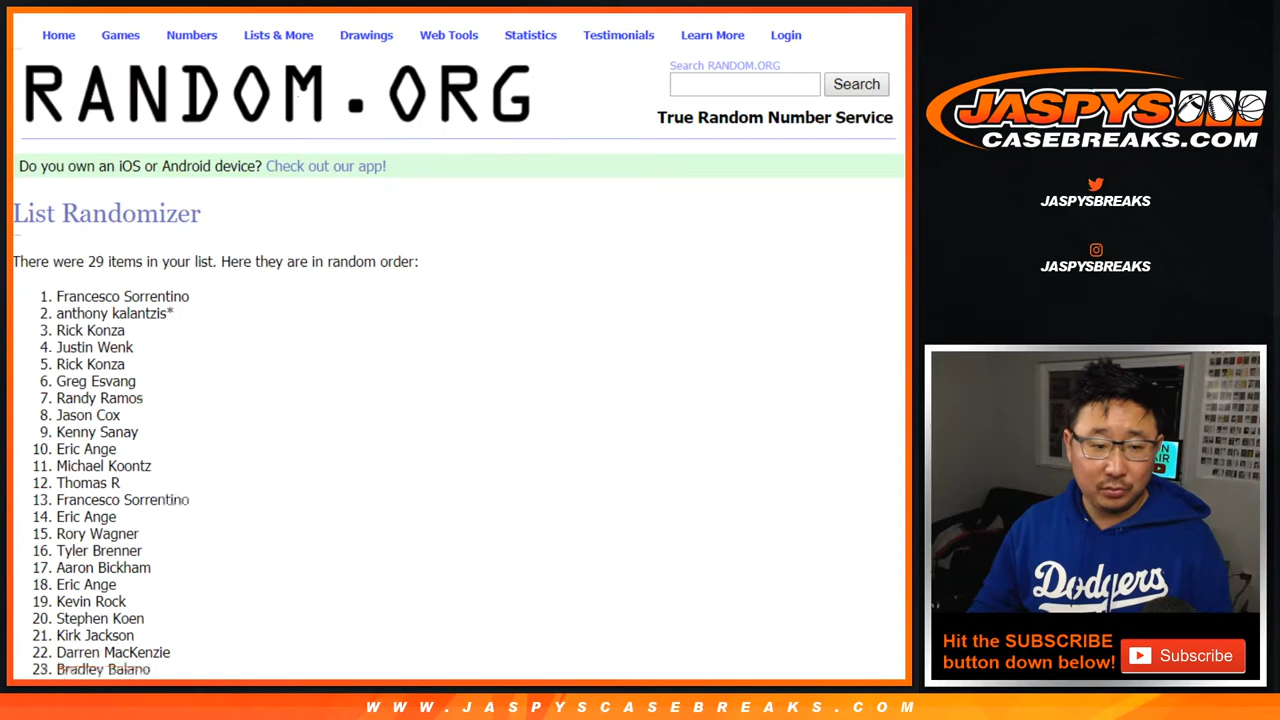 Home Games Numbers Lists & More Drawings Web Tools Statistics Testimonials Learn More Login
RANDOM.ORG
Search RANDOM.ORG
Search
True Random Number Service
Do you own an iOS or Android device? Check out our app!
List Randomizer
There were 29 items in your list. Here they are in random order:
1. Francesco Sorrentino
2. anthony kalantzis*
3. Rick Konza
4. Justin Wenk
5. Rick Konza
6. Greg Esvang
7. Randy Ramos
8. Jason Cox
9. Kenny Sanay
10. Eric Ange
11. Michael Koontz
12. Thomas R
13. Francesco Sorrentino
14. Eric Ange
15. Rory Wagner
16. Tyler Brenner
17. Aaron Bickham
18. Eric Ange
19. Kevin Rock
20. Stephen Koen
21. Kirk Jackson
22. Darren MacKenzie
23. Bradley
JASPYS
CASEBREAKS.COM
JASPYSBREAKS
JASPYSBREAKS
Dodgers
Hit the SUBSCRIBE
button down below!
Subscribe
WWW.JASPYSCASEBREAKS.COM